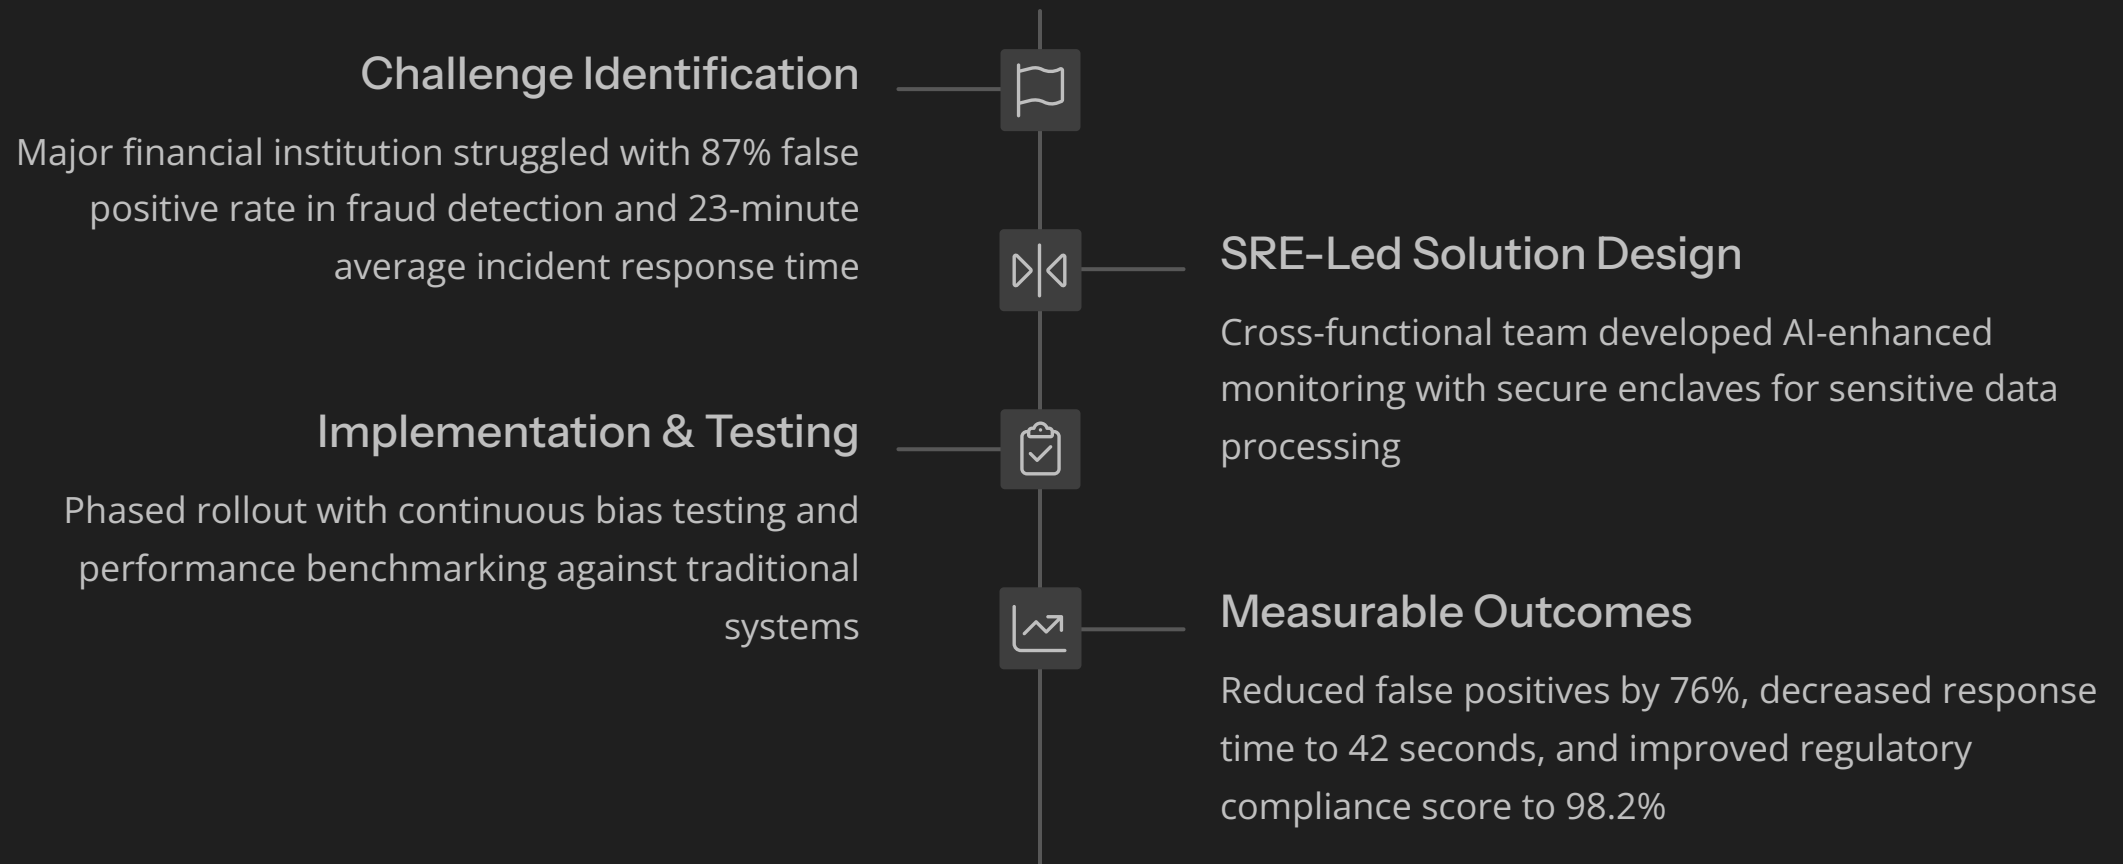 Challenge Identification
Major financial institution struggled with 87% false
positive rate in fraud detection and 23-minute
average incident response time
SRE-Led Solution Design
Cross-functional team developed AI-enhanced
monitoring with secure enclaves for sensitive data
processing
Implementation & Testing
Phased rollout with continuous bias testing and
performance benchmarking against traditional
systems
Measurable Outcomes
Reduced false positives by 76%, decreased response
time to 42 seconds, and improved regulatory
compliance score to 98.2%